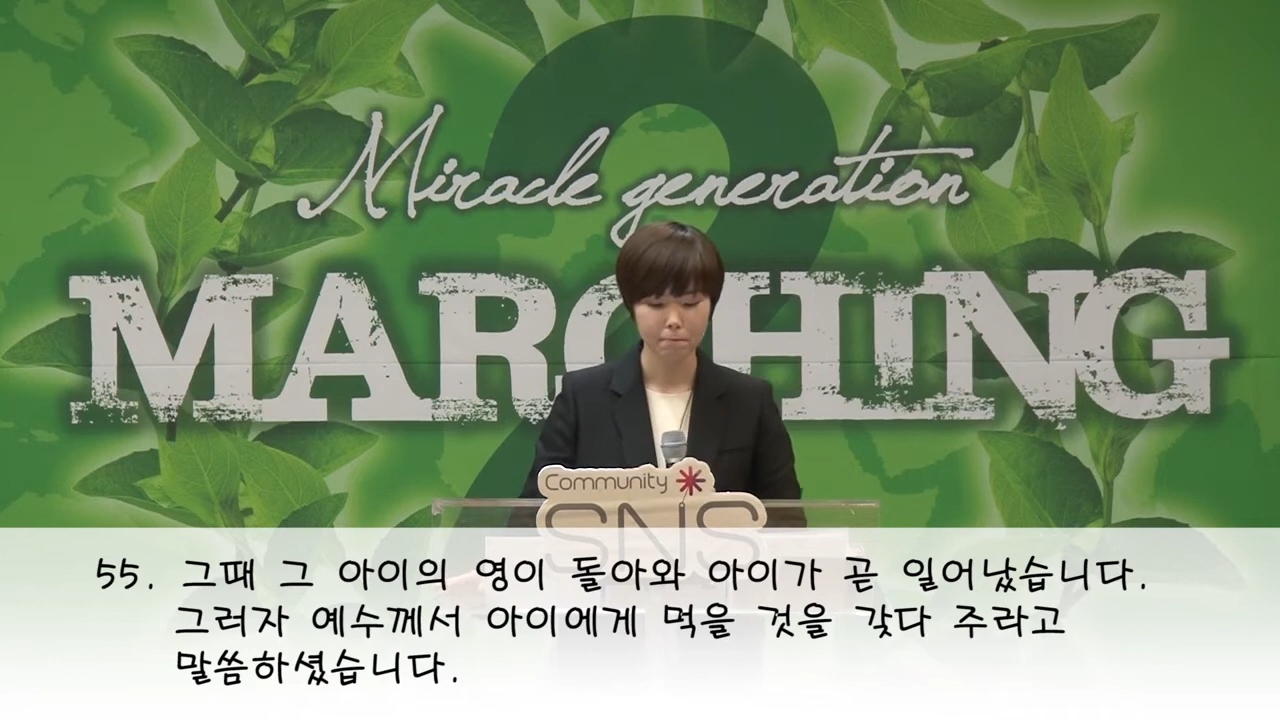 Miracle generation
MARCHING
Community
SNS
55. 그때 그 아이의 영이 돌아와 아이가 곧 일어났습니다.
그러자 예수께서 아이에게 먹을 것을 갖다 주라고
말씀하셨습니다.